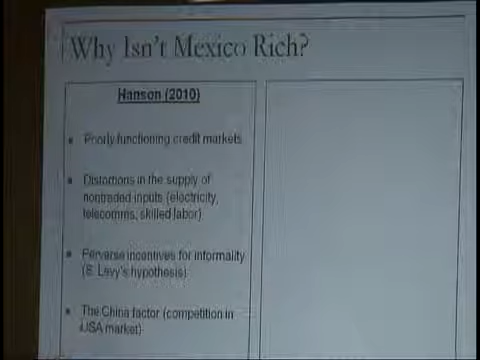 Why Isn't Mexico Rich?
Hanson (2010)
• Poorly functioning credit markets
• Distortions in the supply of
nontraded inputs (electricity,
telecomms, skilled labor)
• Perverse incentives for informality
(S. Levy's hypothesis)
• The China factor (competition in
USA market)